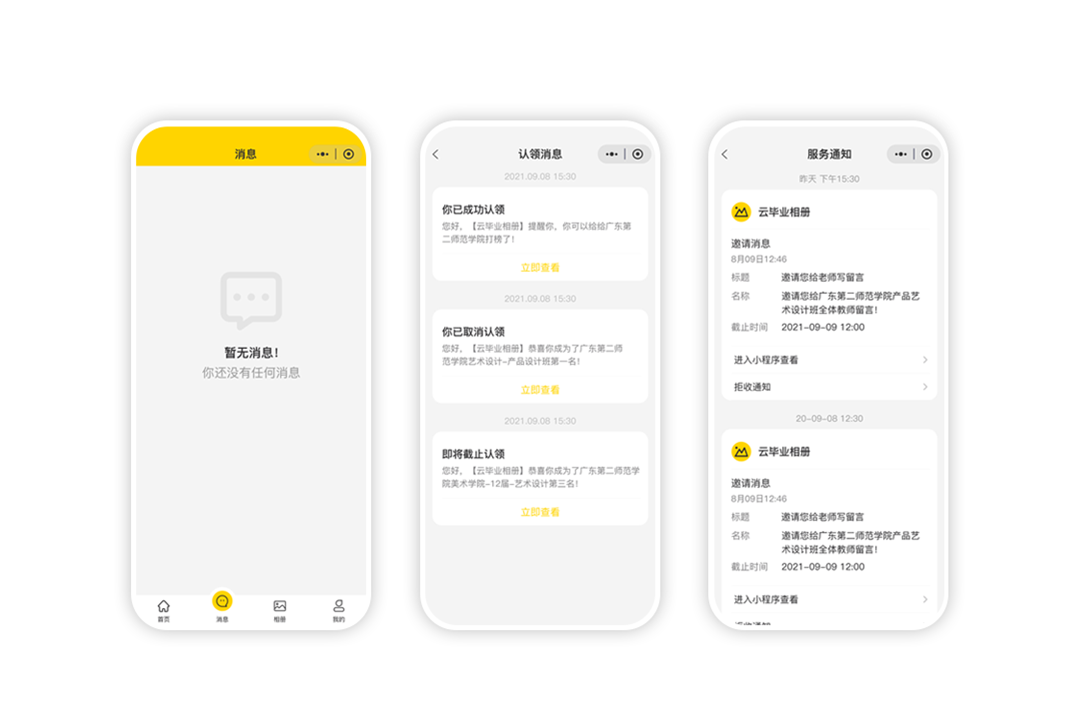 消息
暂无消息!
你还没有任何消息
首页
消息
相册
我的
认领消息
2021.09.08 15:30
你已成功认领
您好，【云毕业相册】提醒你，你可以给给广东第
二师范学院打榜了!
立即查看
2021.09.08 15:30
你已取消认领
您好，【云毕业相册】恭喜你成为了广东第二师
范学院艺术设计-产品设计班第一名!
立即查看
2021.09.08 15:30
即将截止认领
您好，【云毕业相册】恭喜你成为了广东第二师范学
院美术学院-12届-艺术设计第三名!
立即查看
服务通知
昨天 下午15:30
云毕业相册
邀请消息
8月09日12:46
标题 邀请您给老师写留言
名称 邀请您给广东第二师范学院产品艺
术设计班全体教师留言!
截止时间 2021-09-09 12:00
进入小程序查看
拒收通知
20-09-08 12:30
云毕业相册
邀请消息
8月09日12:46
标题 邀请您给老师写留言
名称 邀请您给广东第二师范学院产品艺
术设计班全体教师留言!
截止时间 2021-09-09 12:00
进入小程序查看
拒收通知